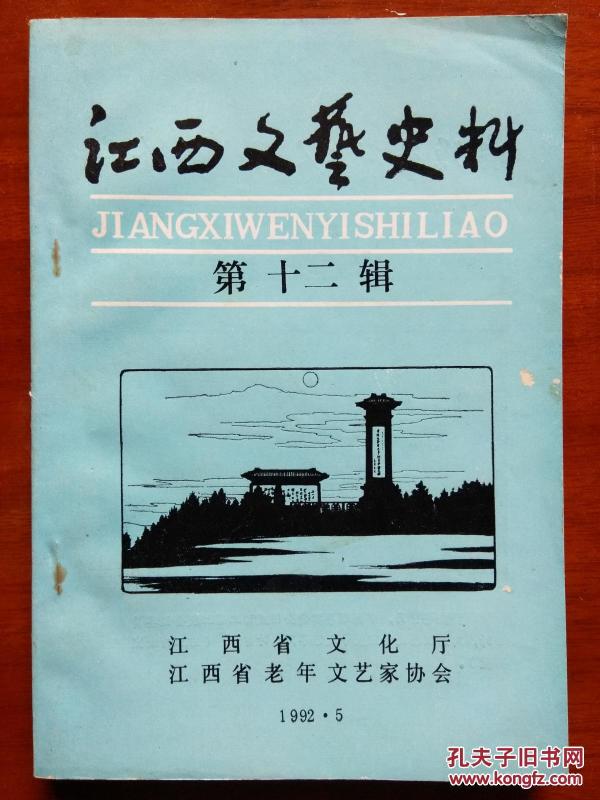 江西文藝史料
JIANGXIWENYISHILIAO
第十二辑
江西省文化厅
江西省老年文艺家协会
1992·5
孔夫子旧书网
www.kongfz.com